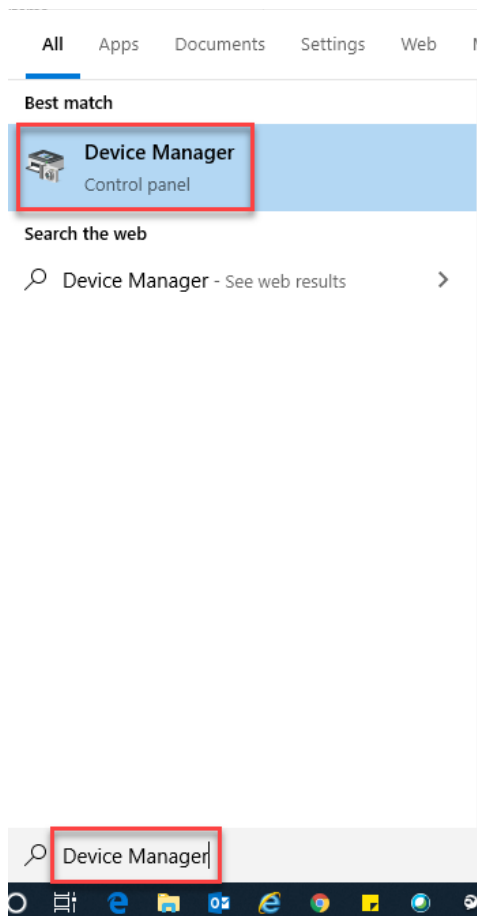 All Apps Documents Settings Web
Best match
Device Manager
Control panel
Search the web
Device Manager - See web results
Device Manager